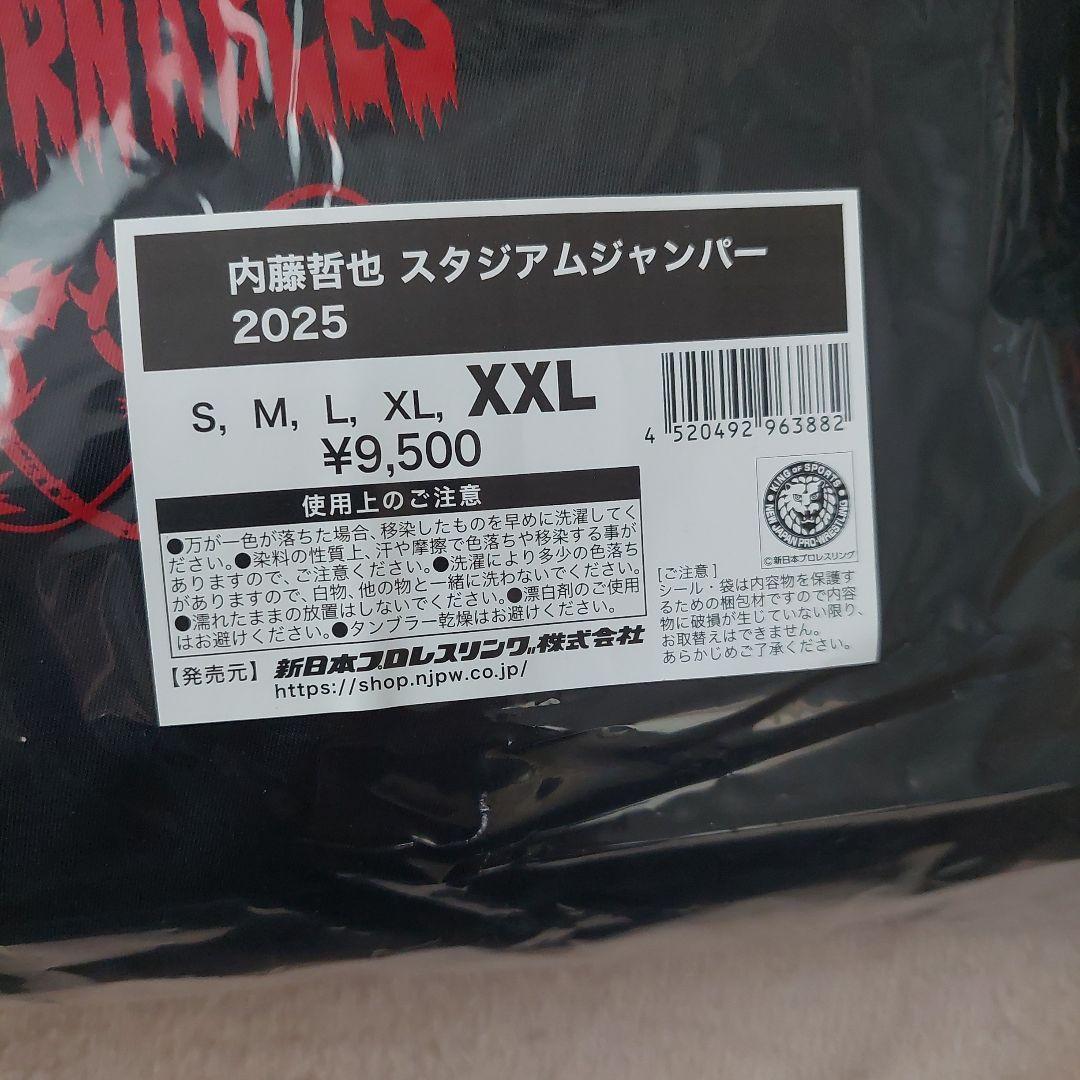 RNABLES
内藤哲也 スタジアムジャンパー
2025
S, M, L, XL, XXL
¥9,500
4 520492 963882
使用上のご注意
●万が一色が落ちた場合、移染したものを早めに洗濯してく
ださい。●染料の性質上、汗や摩擦で色落ちや移染する事が
ありますので、ご注意ください。●洗濯により多少の色落ち
がありますので、白物、他の物と一緒に洗わないでください。
●濡れたままの放置はしないでください。●漂白剤のご使用
はお避けください。●タンブラー乾燥はお避けください。
【発売元】新日本プロレスリング株式会社
https://shop.njpw.co.jp/
KING OF SPORTS
NEW JAPAN PRO-WRESTLING
©新日本プロレスリング
[ご注意]
シール・袋は内容物を保護す
るための梱包材ですので内容
物に破損が生じていない限り、
お取替えはできません。
あらかじめご了承ください。